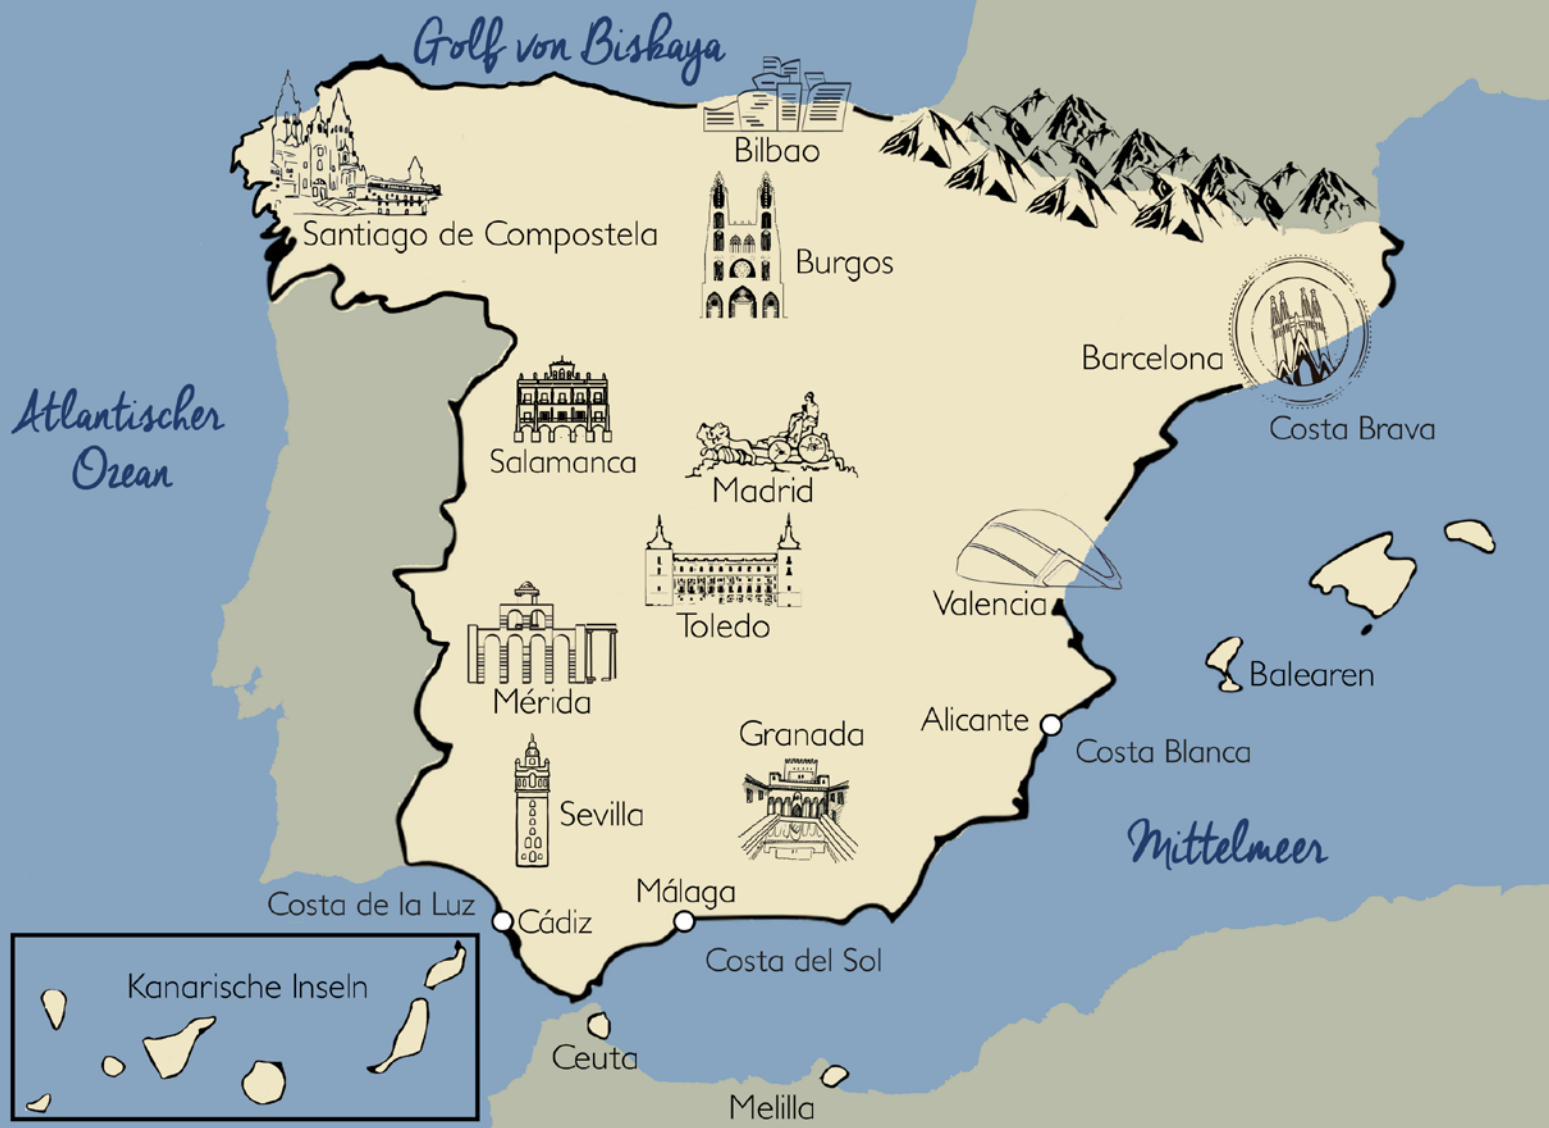 Golf von Biskaya
Bilbao
Santiago de Compostela
Burgos
Barcelona
Costa Brava
Atlantischer
Ozean
Salamanca
Madrid
Valencia
Toledo
Balearen
Mérida
Alicante
Granada
Costa Blanca
Sevilla
Mittelmeer
Málaga
Costa de la Luz
Cádiz
Costa del Sol
Kanarische Inseln
Ceuta
Melilla